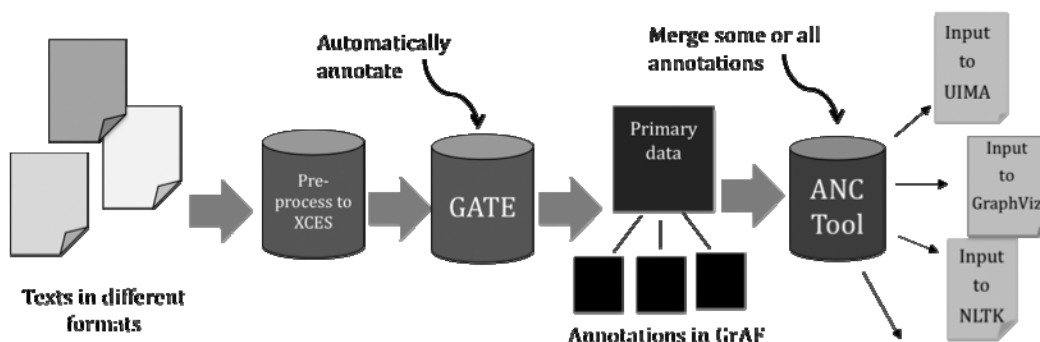 Automatically
annotate
Merge some or all
annotations
Input
to
UIMA
Pre-
process to
XCES
GATE
Primary
data
ANC
Tool
Input
to
GraphViz
Input
to
NLTK
Texts in different
formats
Annotations in GrAF